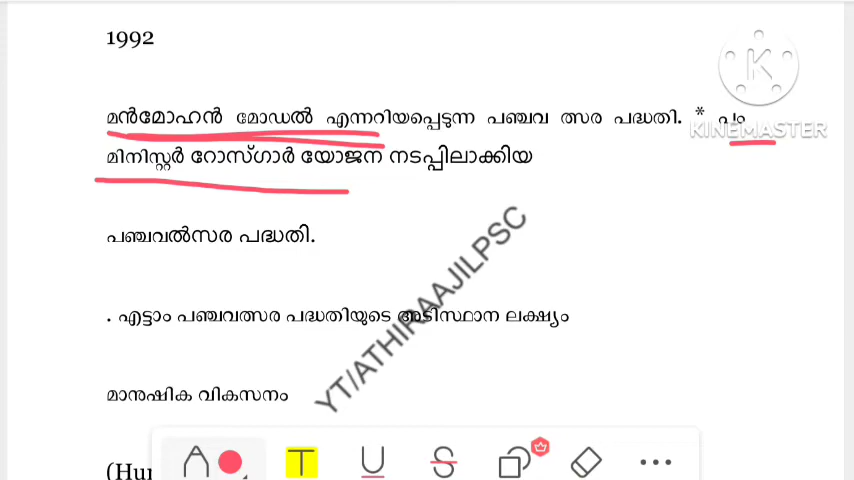 1992
മൻമോഹൻ മോഡൽ എന്നറിയപ്പെടുന്ന പഞ്ചവ ത്സര പദ്ധതി. * പ്രം
KINEMASTER
മിനിസ്റ്റർ റോസ്ഗാർ യോജന നടപ്പിലാക്കിയ
പഞ്ചവൽസര പദ്ധതി.
. എട്ടാം പഞ്ചവത്സര പദ്ധതിയുടെ അടിസ്ഥാന ലക്ഷ്യം
YT/ATHIRAAJILPSC
മാനുഷിക വികസനം